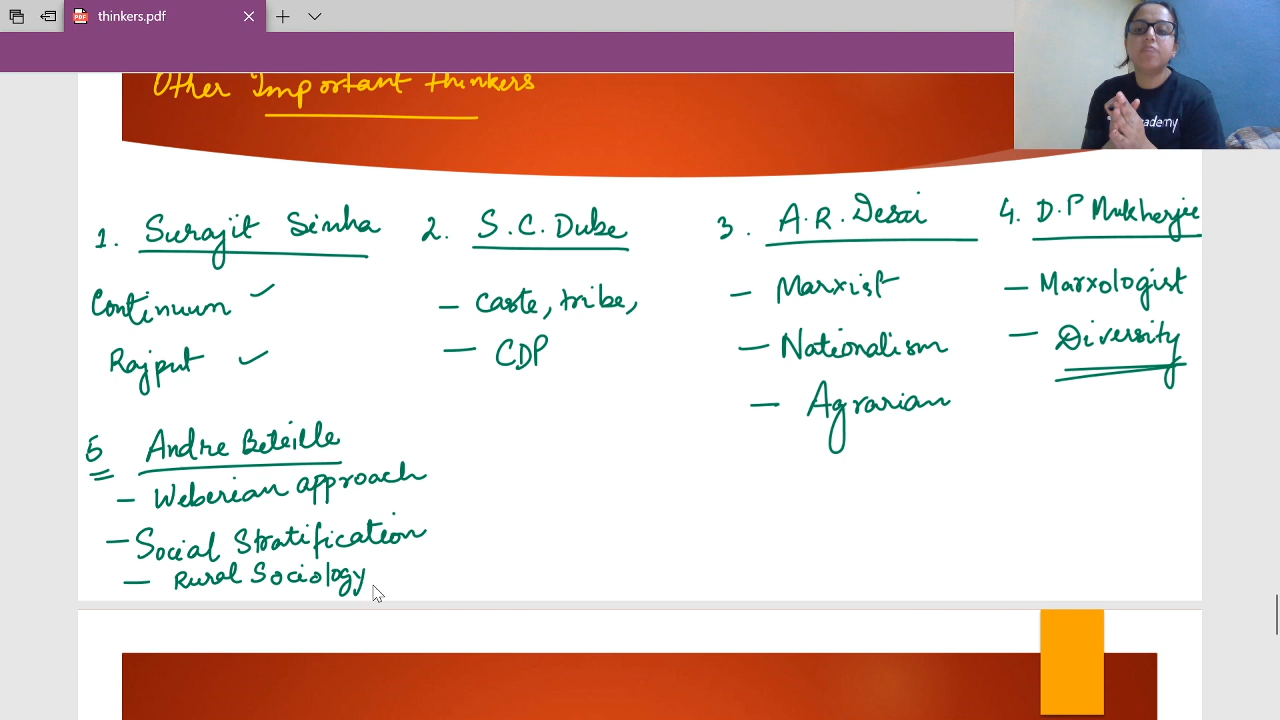 thinkers.pdf
Other Important thinkers
1. Surajit Sinha
Continuum
Rajput
2. S.C. Dube
- Caste, tribe,
- CDP
3. A.R. Desai
- Marxist
- Nationalism
- Agrarian
4. D.P Mukherjee
- Marxologist
- Diversity
5 Andre Beteille
- Weberian approach
- Social Stratification
- Rural Sociology